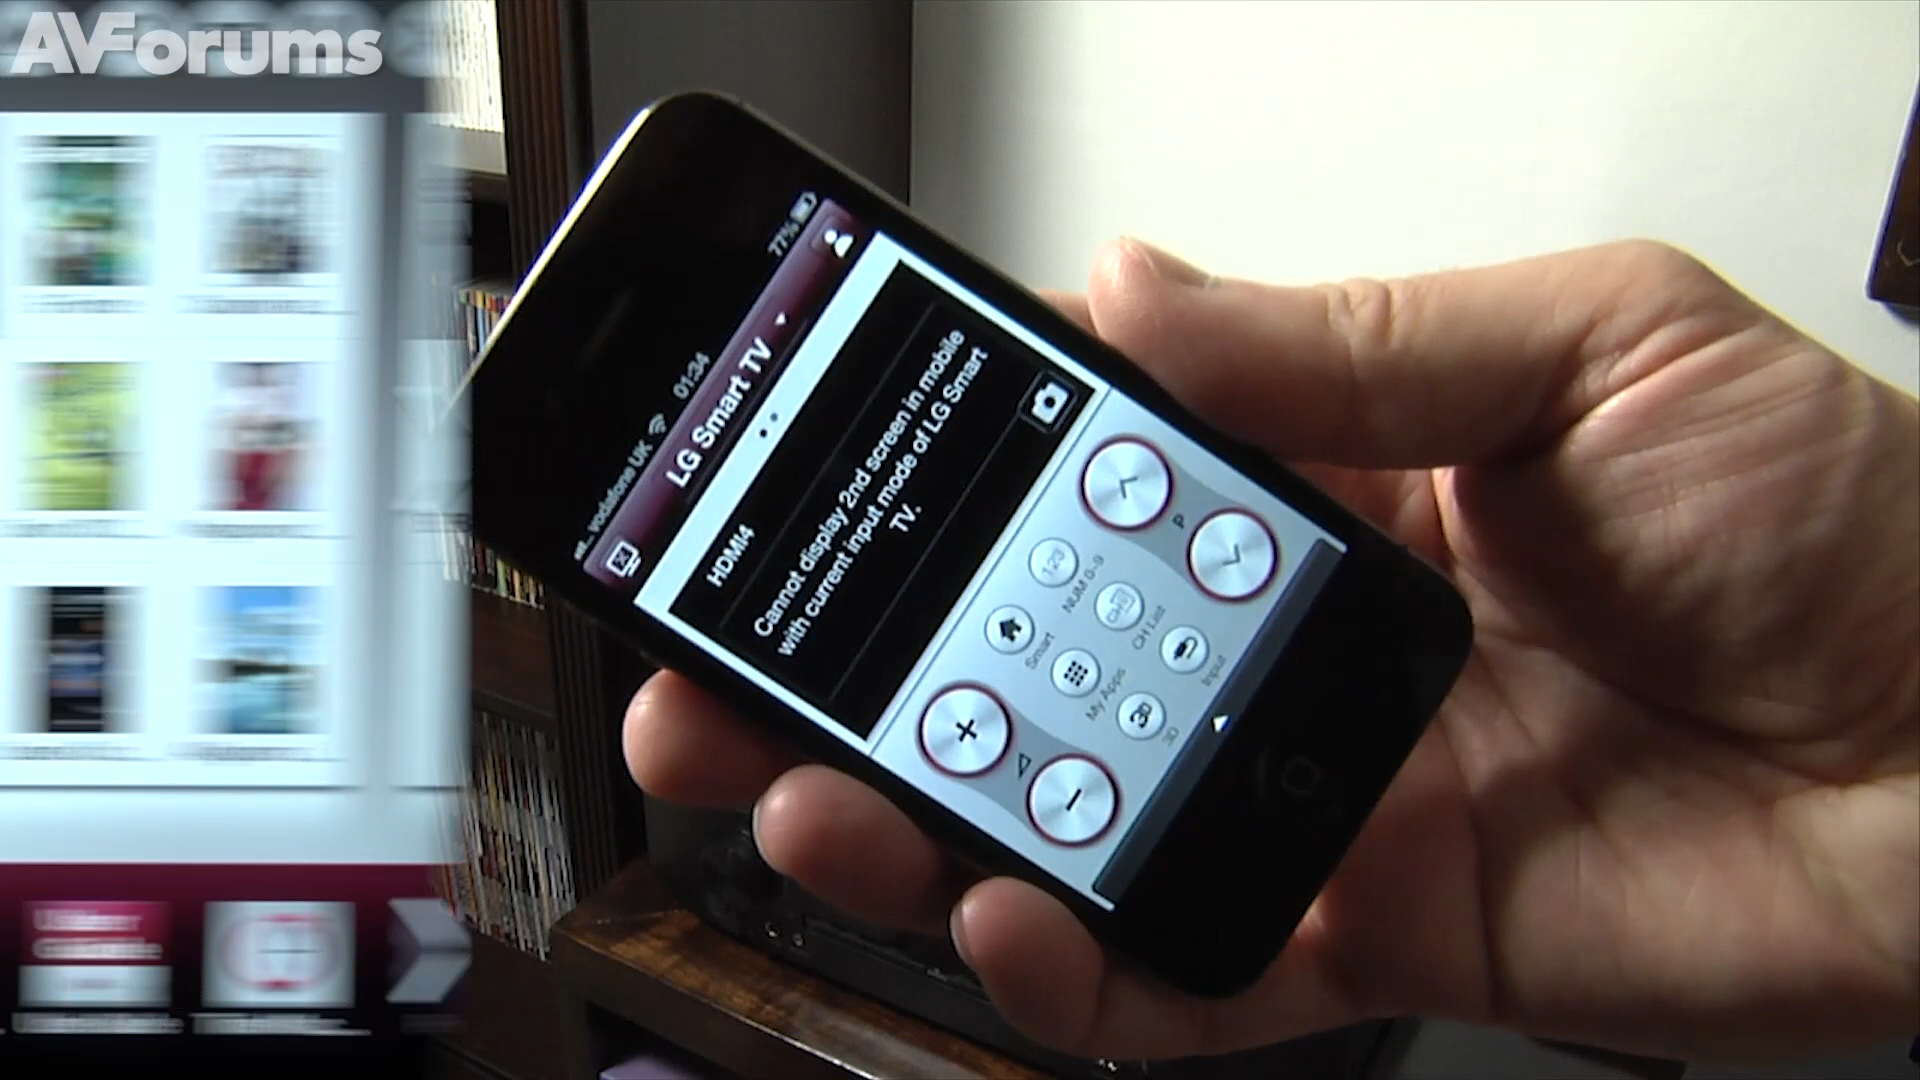 AVForums
vodafone UK 01:34 77%
LG Smart TV
HDMI4
Cannot display 2nd screen in mobile
with current input mode of LG Smart
TV.
P
123
NUM 0~9
CH List
Input
Smart
My Apps
3D
3D
+
−